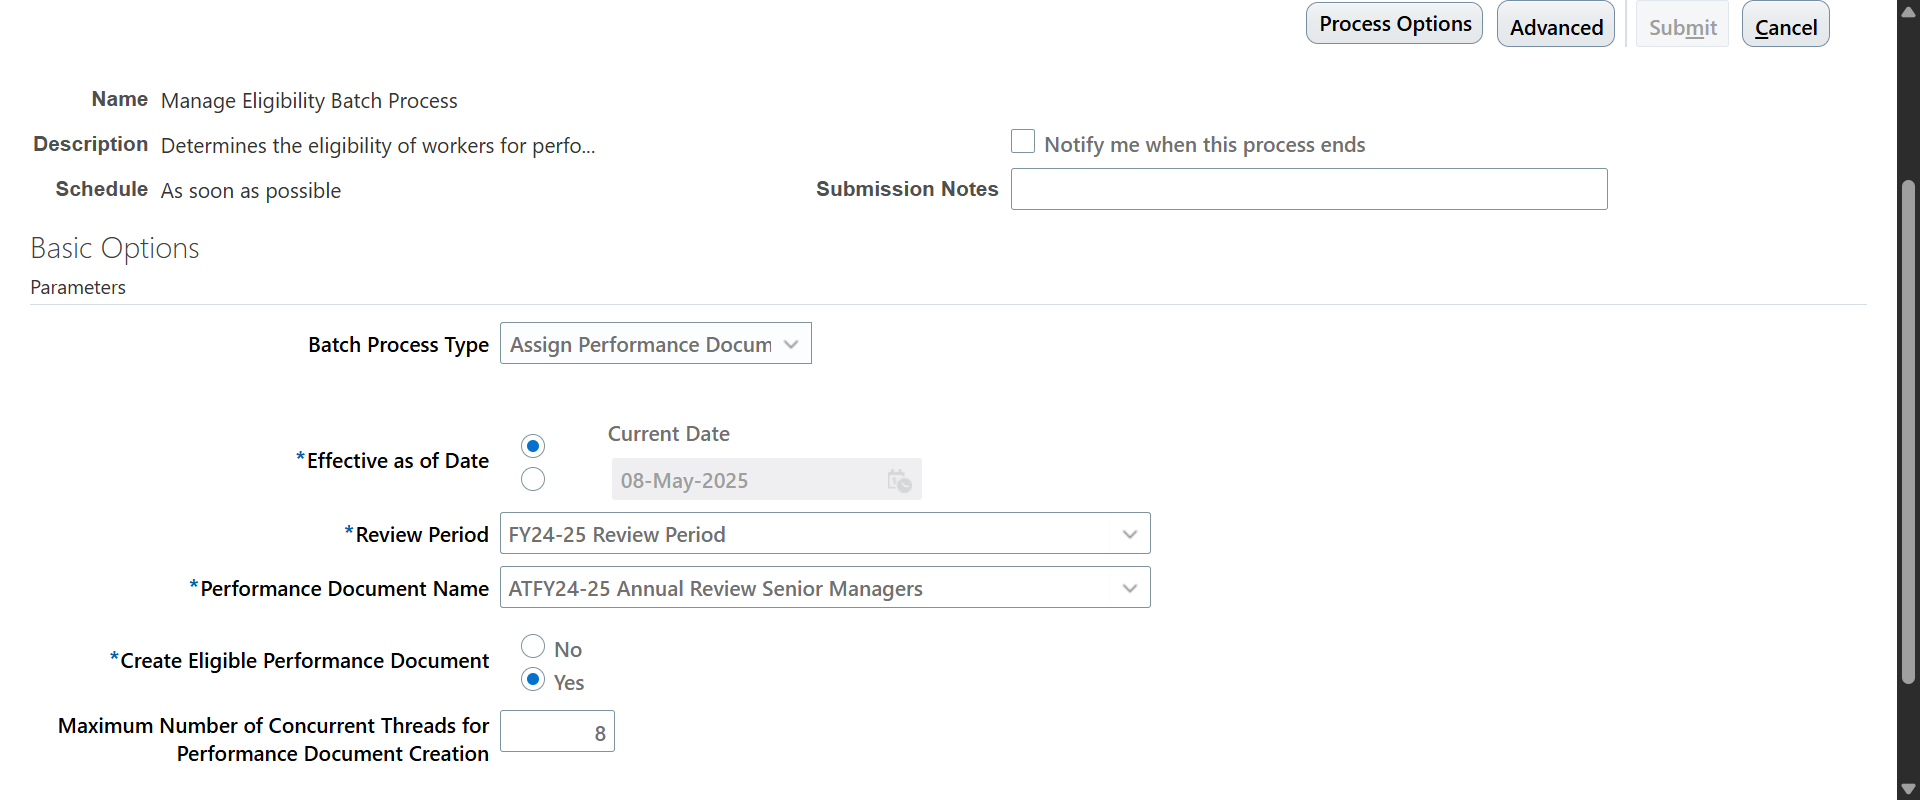 Process Options Advanced Submit Cancel
Name Manage Eligibility Batch Process
Description Determines the eligibility of workers for perfo...
Notify me when this process ends
Schedule As soon as possible
Submission Notes
Basic Options
Parameters
Batch Process Type Assign Performance Docum
Current Date
*Effective as of Date
08-May-2025
*Review Period FY24-25 Review Period
*Performance Document Name ATFY24-25 Annual Review Senior Managers
No
*Create Eligible Performance Document
Yes
Maximum Number of Concurrent Threads for
Performance Document Creation
8